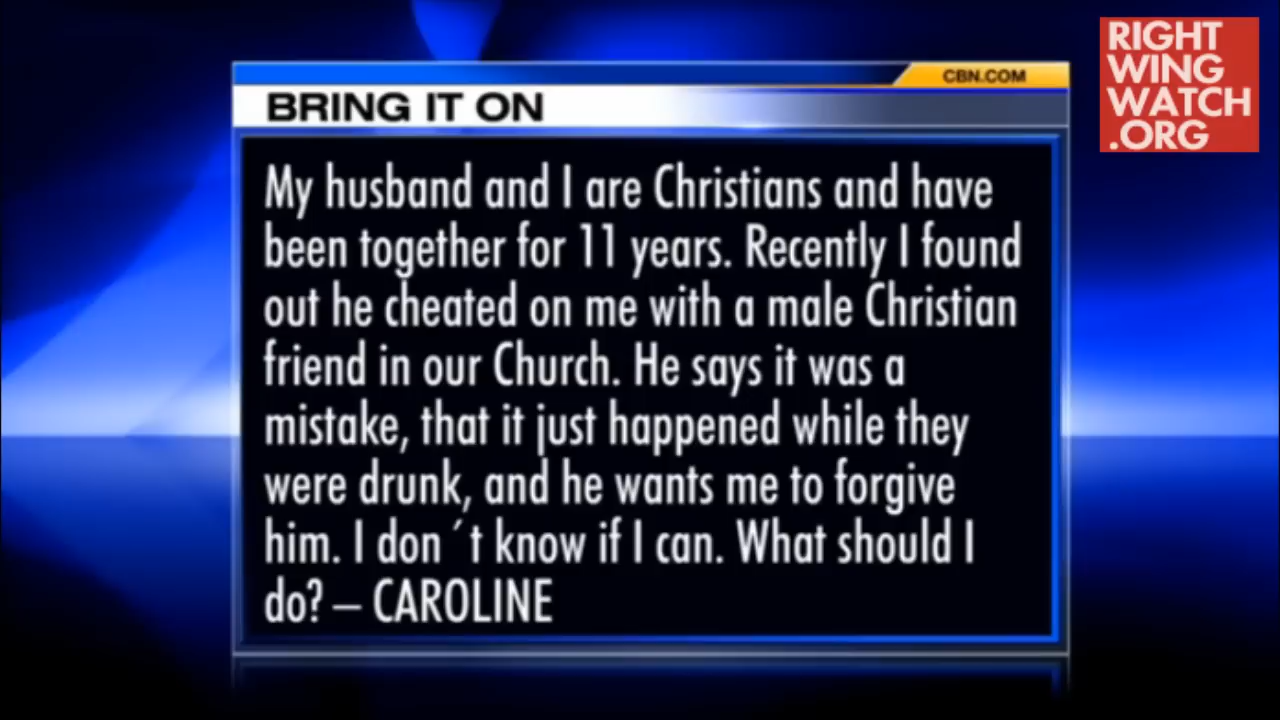 RIGHT
WING
WATCH
.ORG
CBN.COM
BRING IT ON
My husband and I are Christians and have
been together for 11 years. Recently I found
out he cheated on me with a male Christian
friend in our Church. He says it was a
mistake, that it just happened while they
were drunk, and he wants me to forgive
him. I don ´t know if I can. What should I
do? – CAROLINE